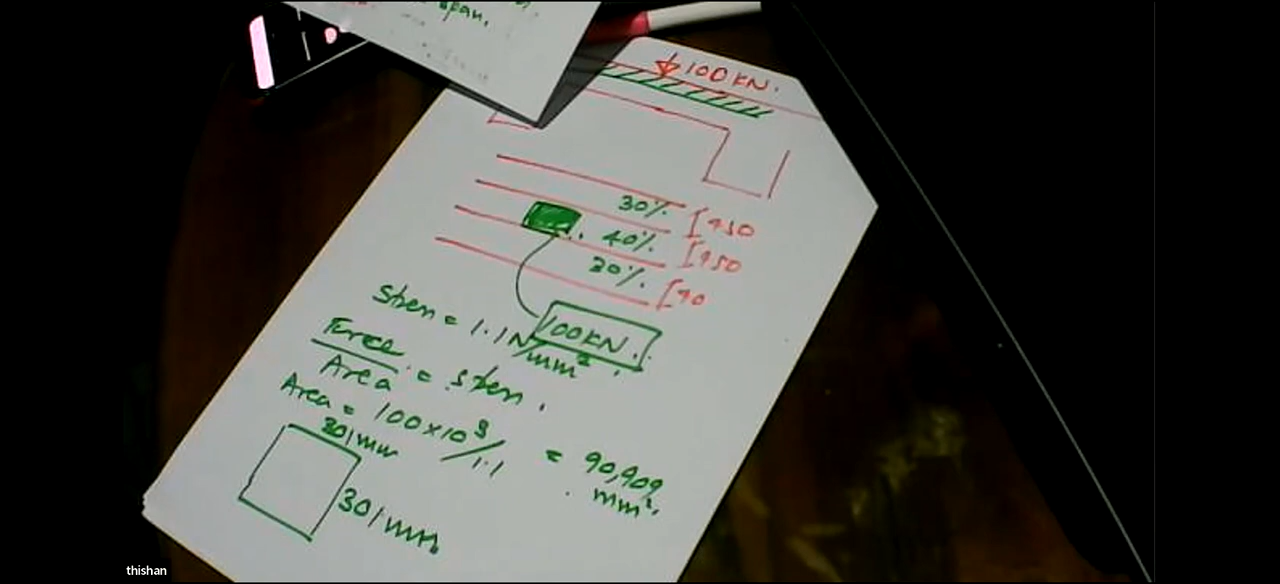 span.
100KN.
30%. [450
40%. [450
30%. [90
100KN.
stren = 1.1N/mm².
Force/Area = stren.
Area = 100×10³/1.1 = 90,909 mm².
301mm
301mm
thishan